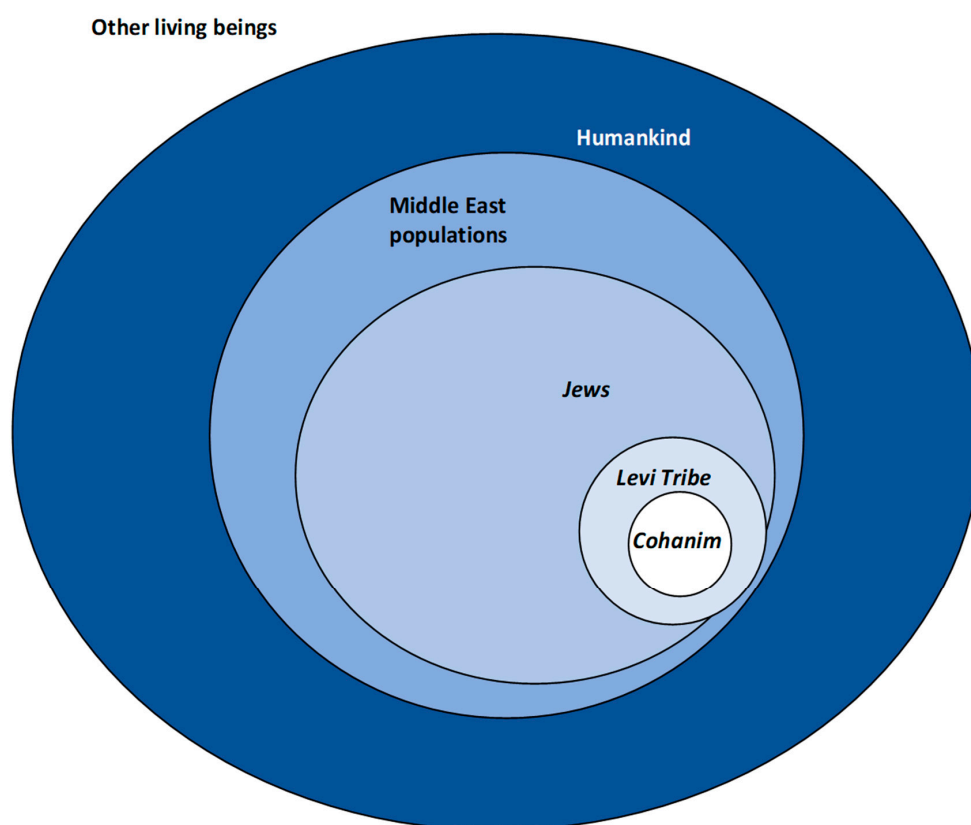 Other living beings
Humankind
Middle East
populations
Jews
Levi Tribe
Cohanim